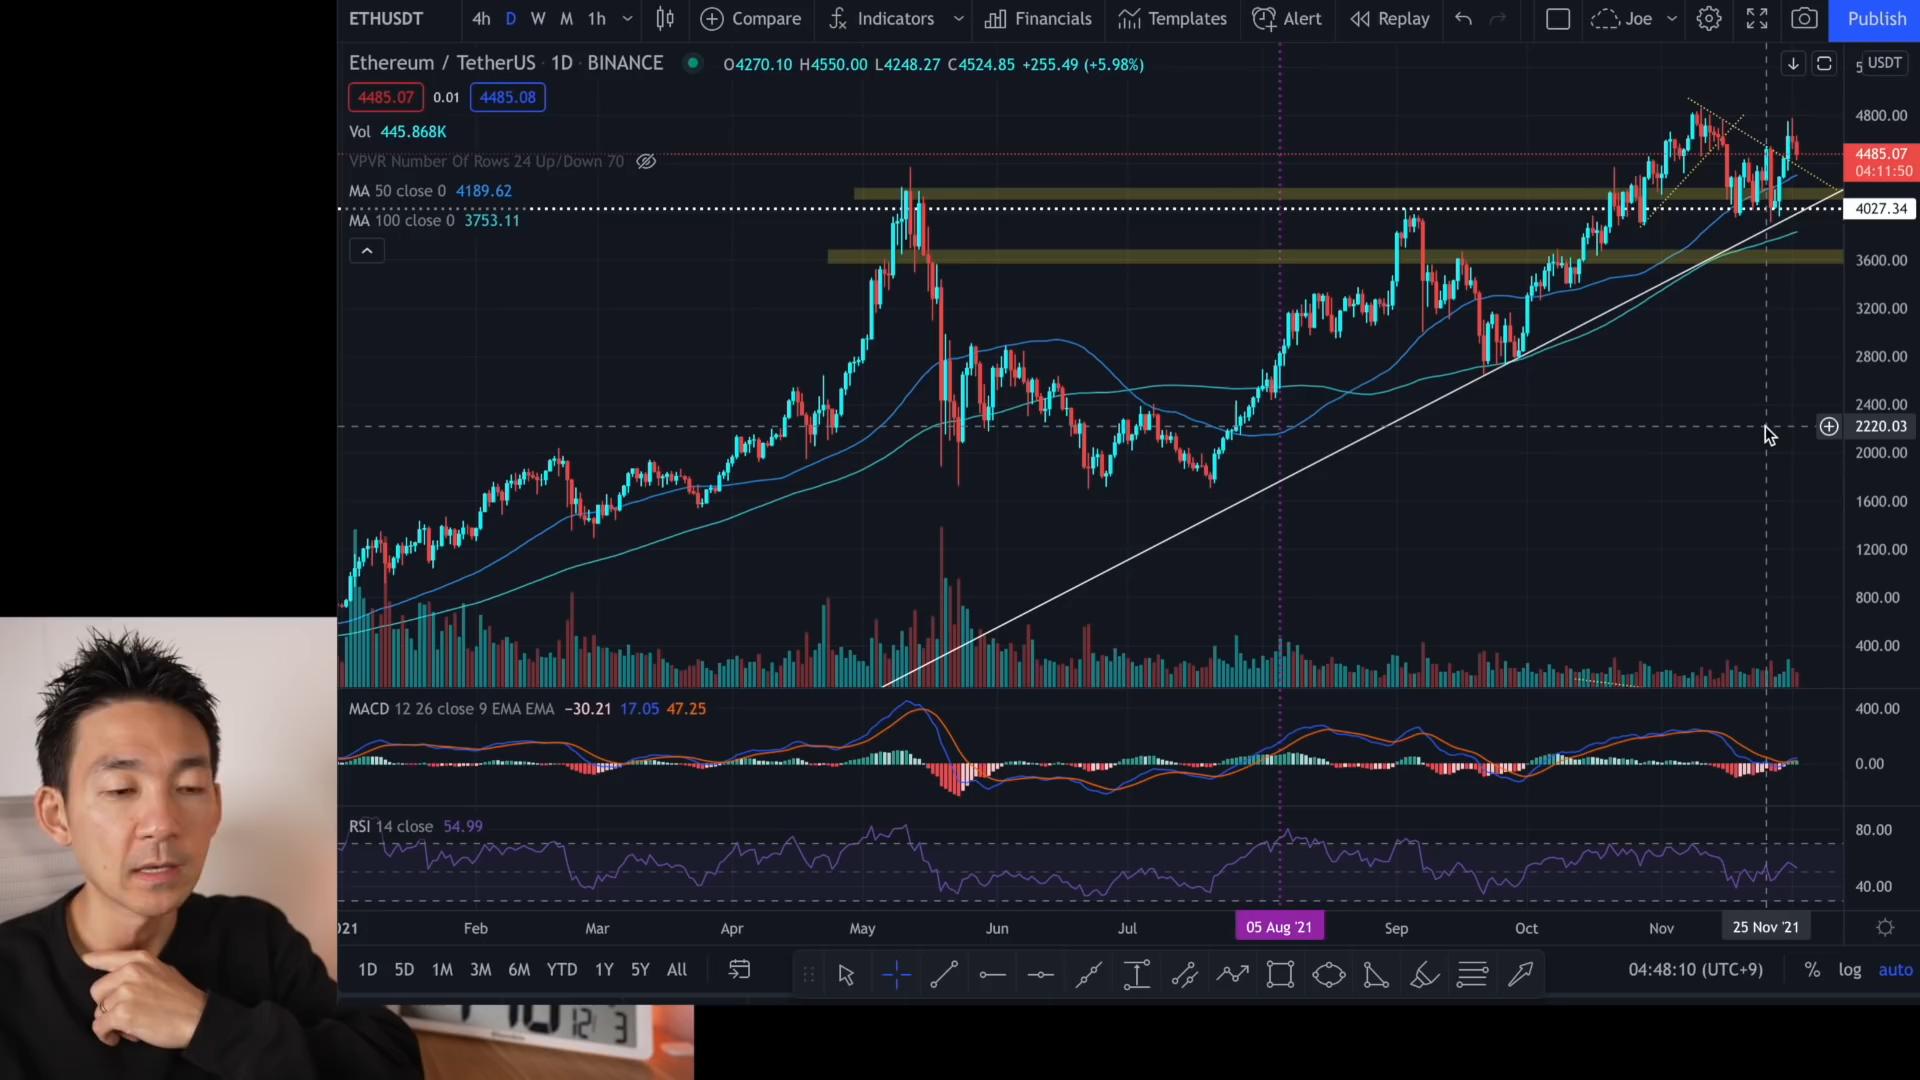 ETHUSDT 4h D W M 1h Compare Indicators Financials Templates Alert Replay Joe Publish
Ethereum / TetherUS · 1D · BINANCE O4270.10 H4550.00 L4248.27 C4524.85 +255.49 (+5.98%) USDT
4485.07 0.01 4485.08
Vol 445.868K
VPVR Number Of Rows 24 Up/Down 70
MA 50 close 0 4189.62
MA 100 close 0 3753.11
4800.00
4485.07
04:11:50
4027.34
3600.00
3200.00
2800.00
2400.00
2220.03
2000.00
1600.00
1200.00
800.00
400.00
MACD 12 26 close 9 EMA EMA −30.21 17.05 47.25 400.00
0.00
RSI 14 close 54.99 80.00
40.00
021 Feb Mar Apr May Jun Jul 05 Aug '21 Sep Oct Nov 25 Nov '21
1D 5D 1M 3M 6M YTD 1Y 5Y All 04:48:10 (UTC+9) % log auto
12/3